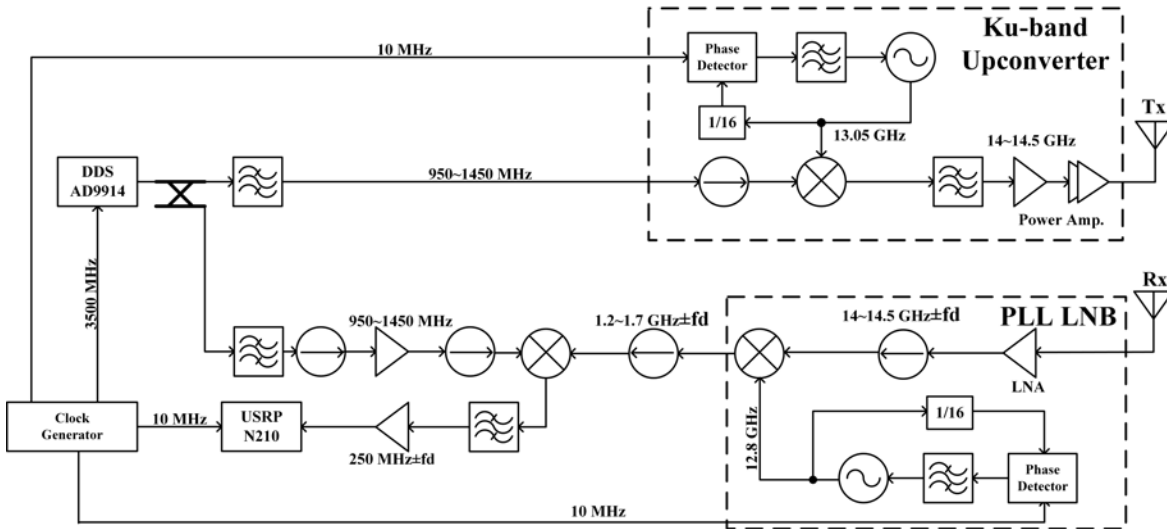 Ku-band
Upconverter
10 MHz
Phase
Detector
1/16
13.05 GHz
Tx
14~14.5 GHz
DDS
AD9914
950~1450 MHz
Power Amp.
3500 MHz
Rx
PLL LNB
950~1450 MHz
1.2~1.7 GHz±fd
14~14.5 GHz±fd
LNA
Clock
Generator
10 MHz
USRP
N210
250 MHz±fd
12.8 GHz
1/16
Phase
Detector
10 MHz